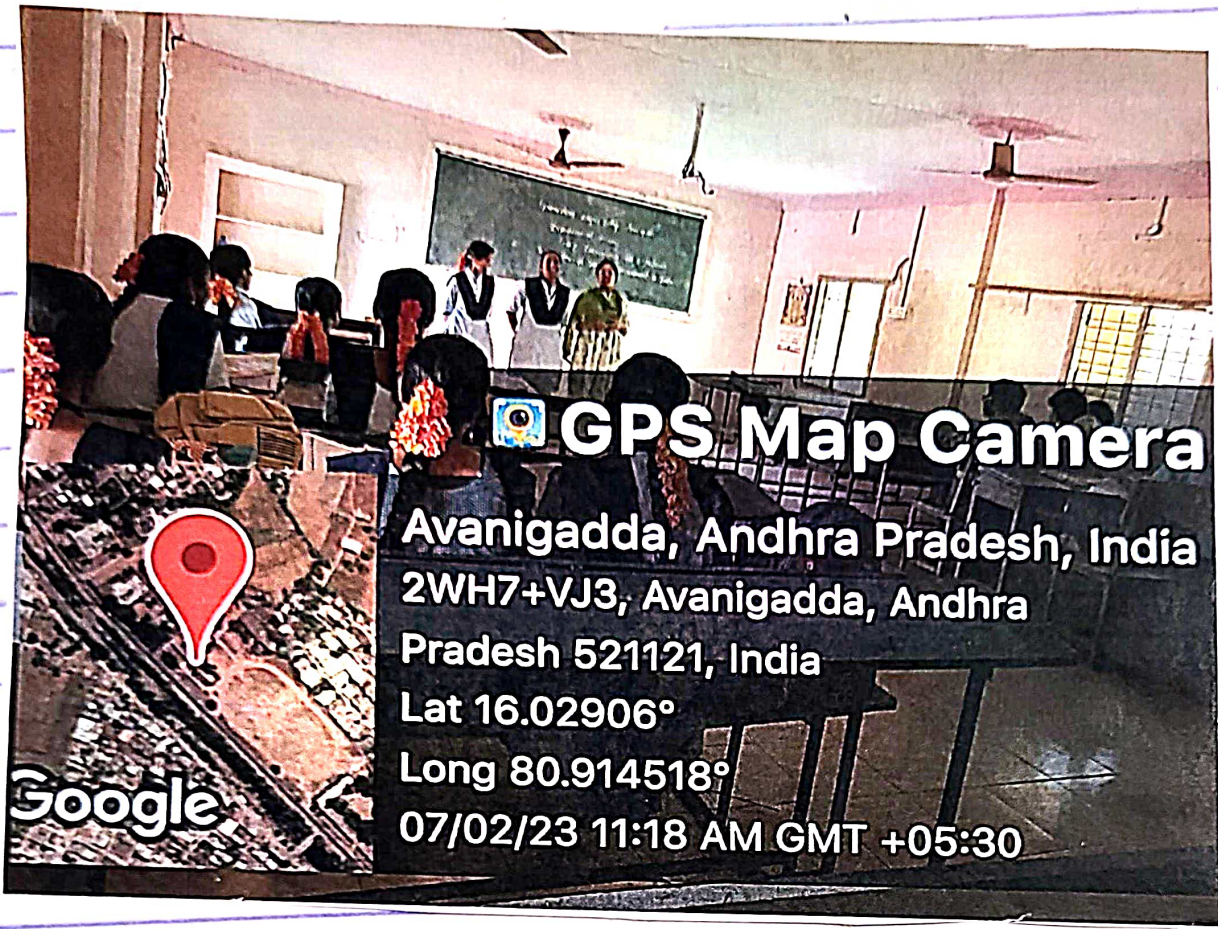 GPS Map Camera
Avanigadda, Andhra Pradesh, India
2WH7+VJ3, Avanigadda, Andhra
Pradesh 521121, India
Lat 16.02906°
Long 80.914518°
07/02/23 11:18 AM GMT +05:30
Google